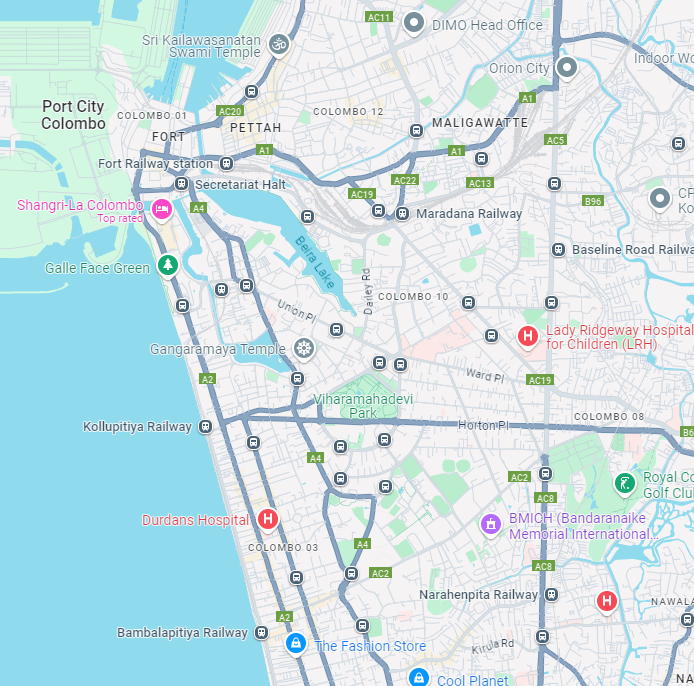 AC11
DIMO Head Office
Sri Kailawasanatan
Swami Temple
Orion City
Indoor
Port City
Colombo
COLOMBO 01
AC20
COLOMBO 12
A1
MALIGAWATTE
PETTAH
FORT
AC5
A1
A1
Fort Railway station
AC22
AC13
Secretariat Halt
AC19
B96
CP
Shangri-La Colombo
Top rated
A4
Maradana Railway
Beira Lake
Baseline Road Railwa
Galle Face Green
Darley Rd
COLOMBO 10
Union Pl
Lady Ridgeway Hospital
for Children (LRH)
Gangaramaya Temple
Ward Pl
A2
AC19
Viharamahadevi
Park
COLOMBO 08
Kollupitiya Railway
Horton Pl
B6
A4
AC2
Royal Co
Golf Clu
AC8
Durdans Hospital
BMICH (Bandaranaike
Memorial International...
COLOMBO 03
A4
AC2
AC8
Narahenpita Railway
NAWALA
A2
Bambalapitiya Railway
The Fashion Store
Kirula Rd
Cool Planet
NA